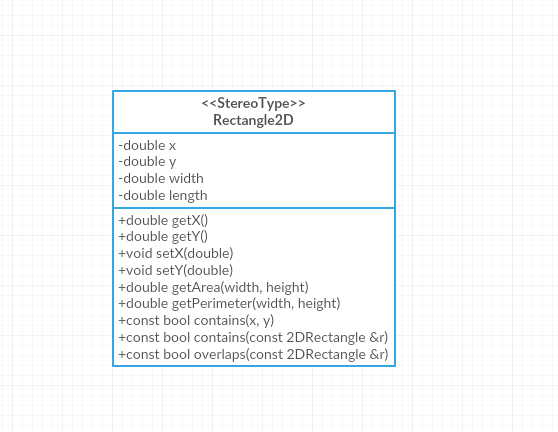 <<StereoType>>
Rectangle2D
-double x
-double y
-double width
-double length
+double getX()
+double getY()
+void setX(double)
+void setY(double)
+double getArea(width, height)
+double getPerimeter(width, height)
+const bool contains(x, y)
+const bool contains(const 2DRectangle &r)
+const bool overlaps(const 2DRectangle &r)